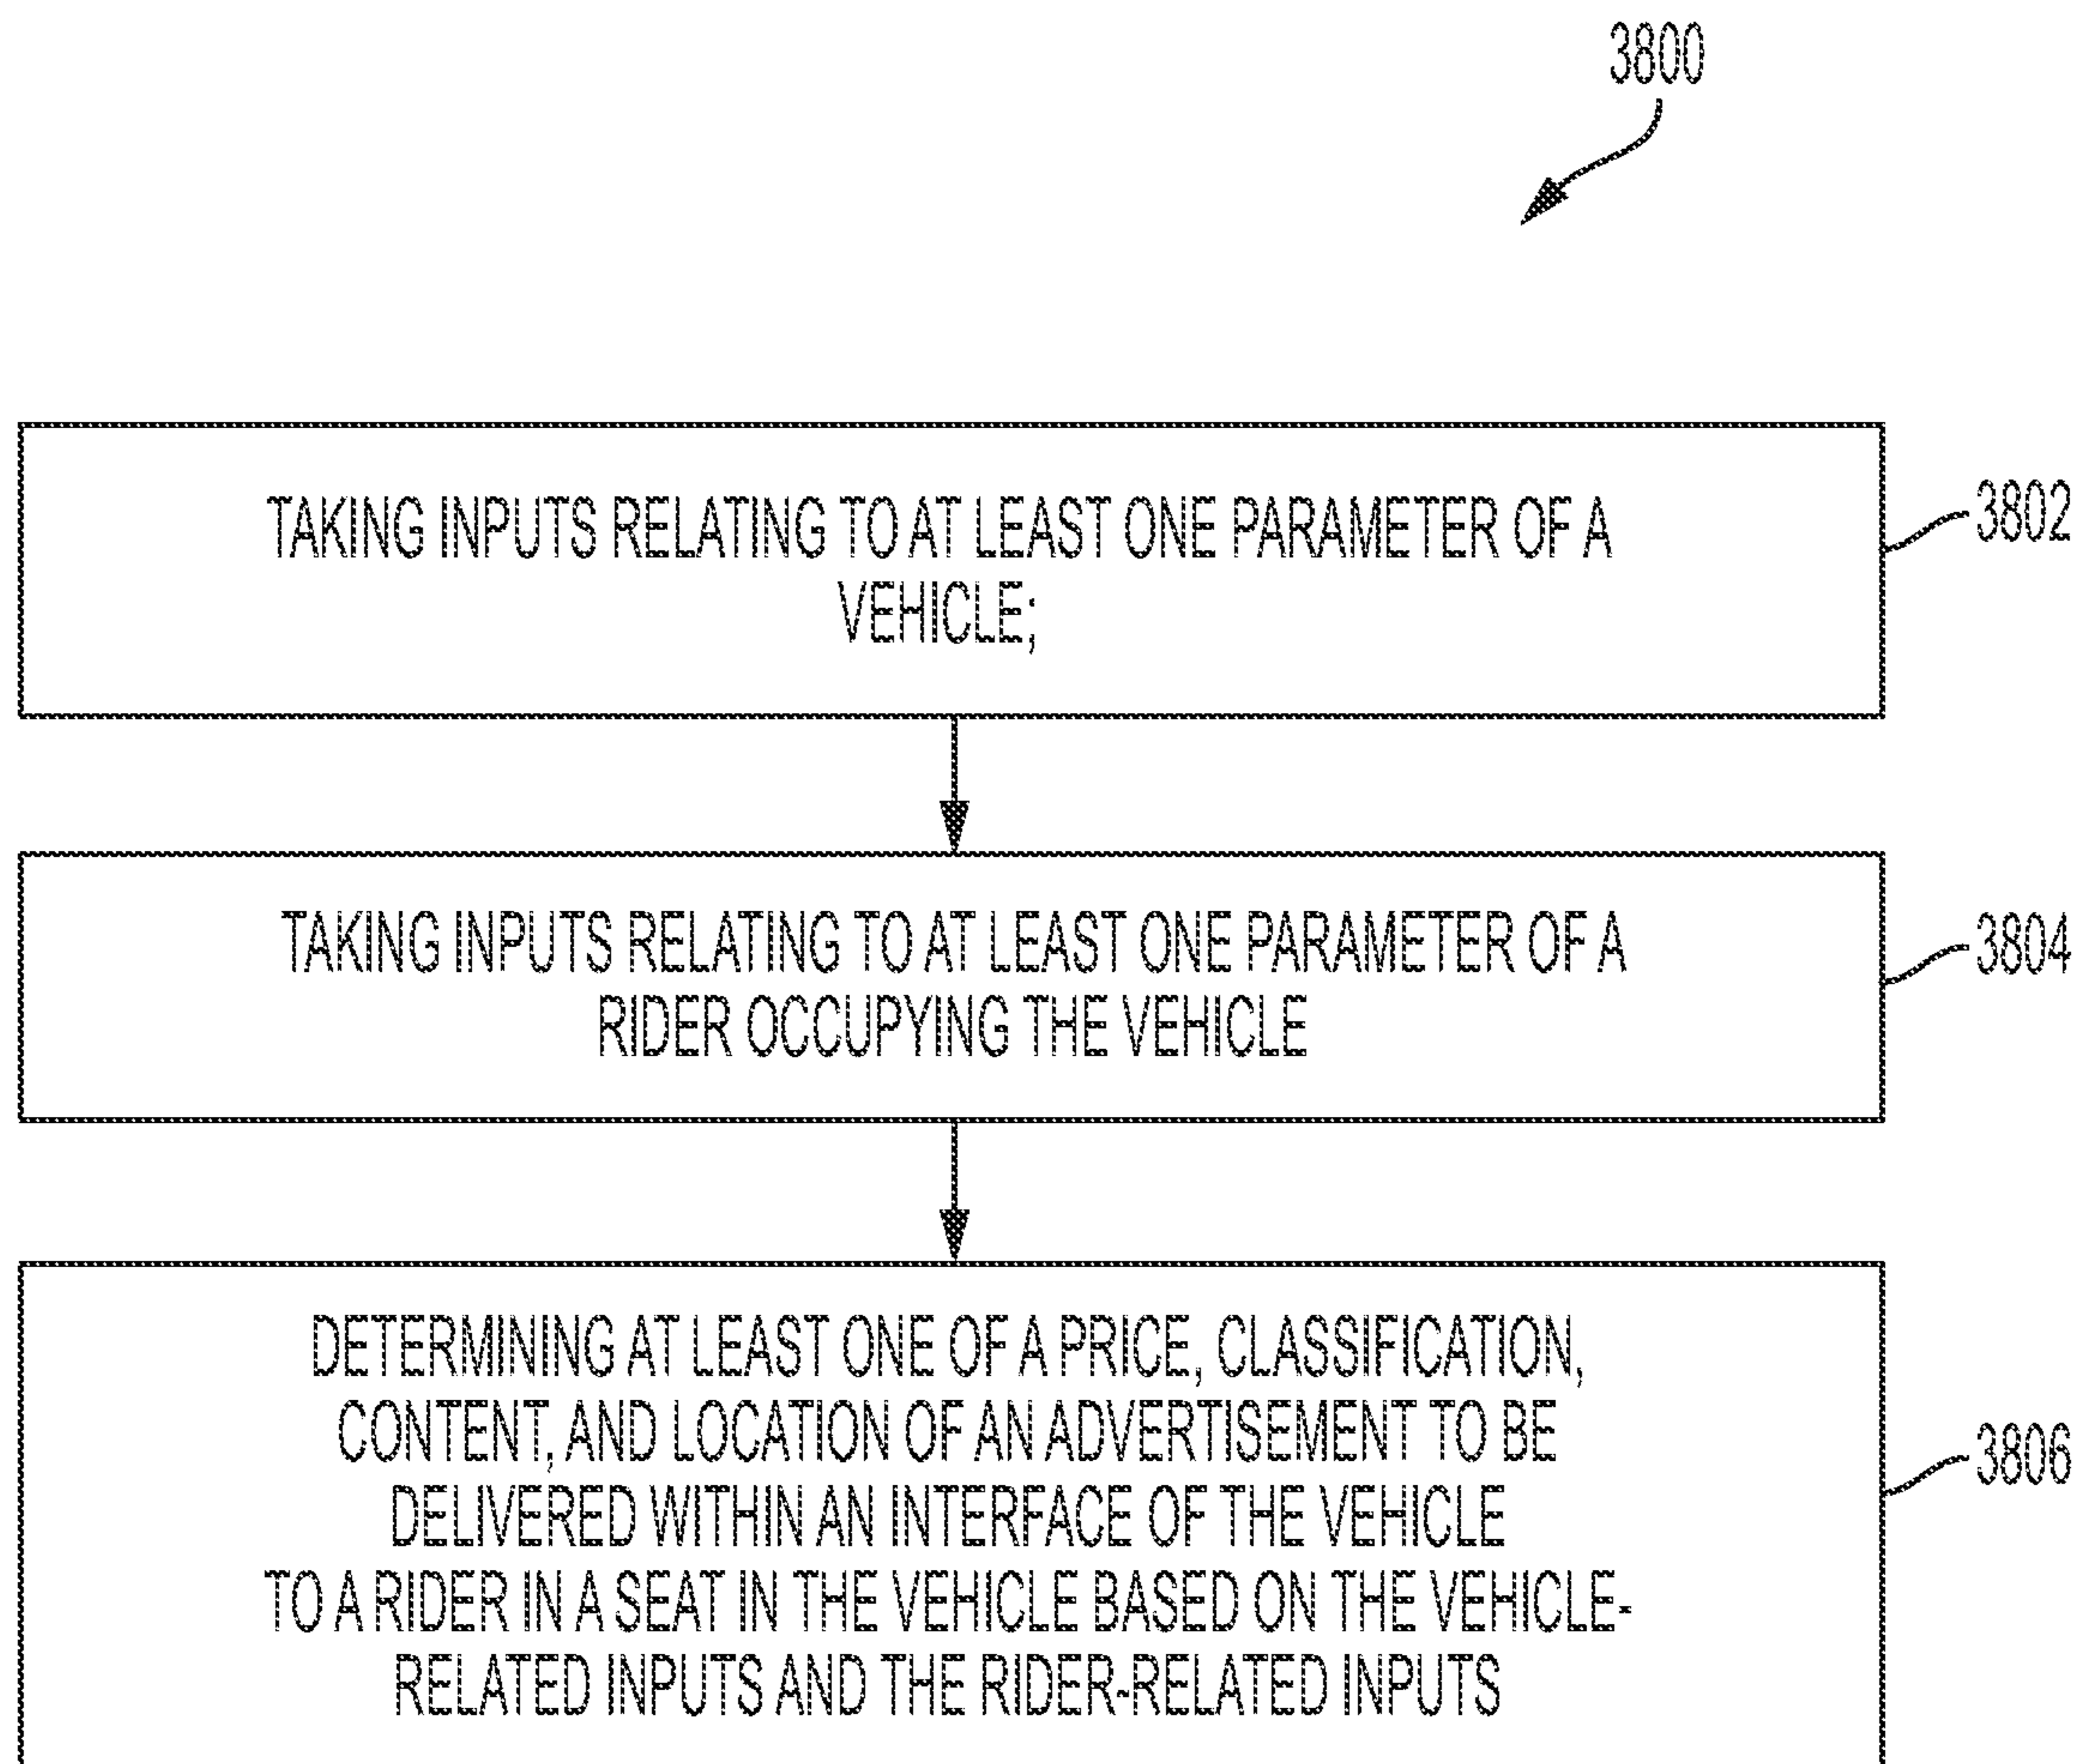 3800
TAKING INPUTS RELATING TO AT LEAST ONE PARAMETER OF A
VEHICLE;
3802
TAKING INPUTS RELATING TO AT LEAST ONE PARAMETER OF A
RIDER OCCUPYING THE VEHICLE
3804
DETERMINING AT LEAST ONE OF A PRICE, CLASSIFICATION,
CONTENT, AND LOCATION OF AN ADVERTISEMENT TO BE
DELIVERED WITHIN AN INTERFACE OF THE VEHICLE
TO A RIDER IN A SEAT IN THE VEHICLE BASED ON THE VEHICLE-
RELATED INPUTS AND THE RIDER-RELATED INPUTS
3806